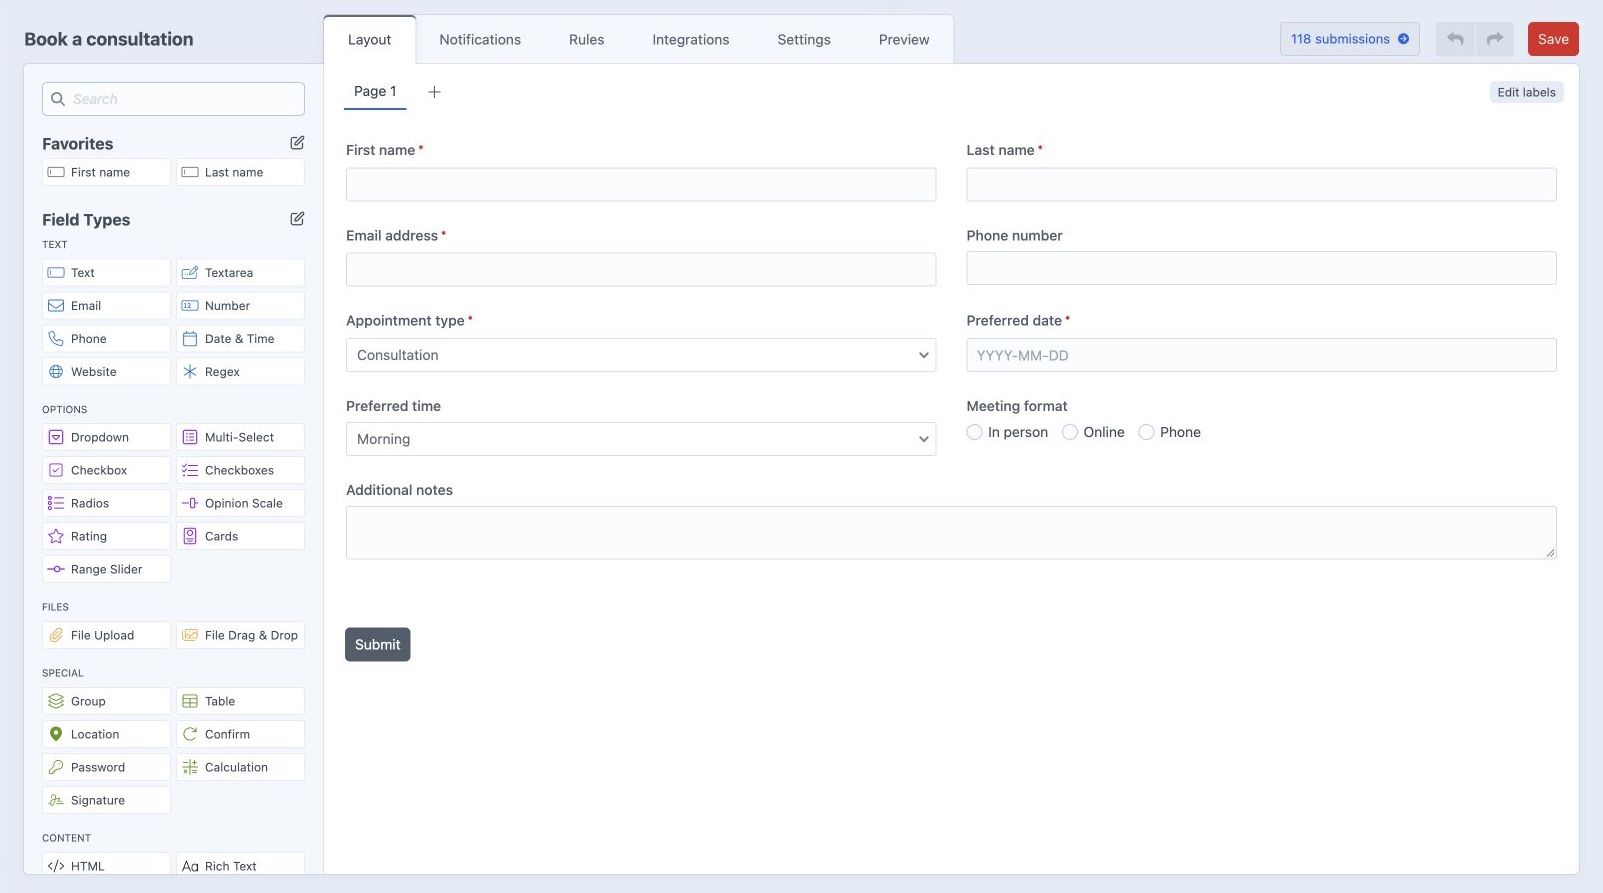 Book a consultation
Layout
Notifications
Rules
Integrations
Settings
Preview
118 submissions
Save
Search
Favorites
First name
Last name
Field Types
TEXT
Text
Textarea
Email
Number
Phone
Date & Time
Website
Regex
OPTIONS
Dropdown
Multi-Select
Checkbox
Checkboxes
Radios
Opinion Scale
Rating
Cards
Range Slider
FILES
File Upload
File Drag & Drop
SPECIAL
Group
Table
Location
Confirm
Password
Calculation
Signature
CONTENT
</> HTML
Ag Rich Text
Page 1
Edit labels
First name *
Last name *
Email address *
Phone number
Appointment type *
Consultation
Preferred date *
YYYY-MM-DD
Preferred time
Morning
Meeting format
In person
Online
Phone
Additional notes
Submit